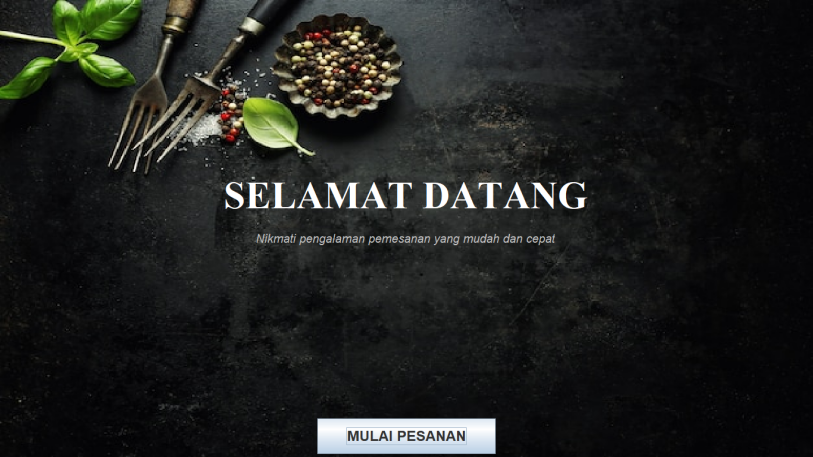 SELAMAT DATANG
Nikmati pengalaman pemesanan yang mudah dan cepat
MULAI PESANAN